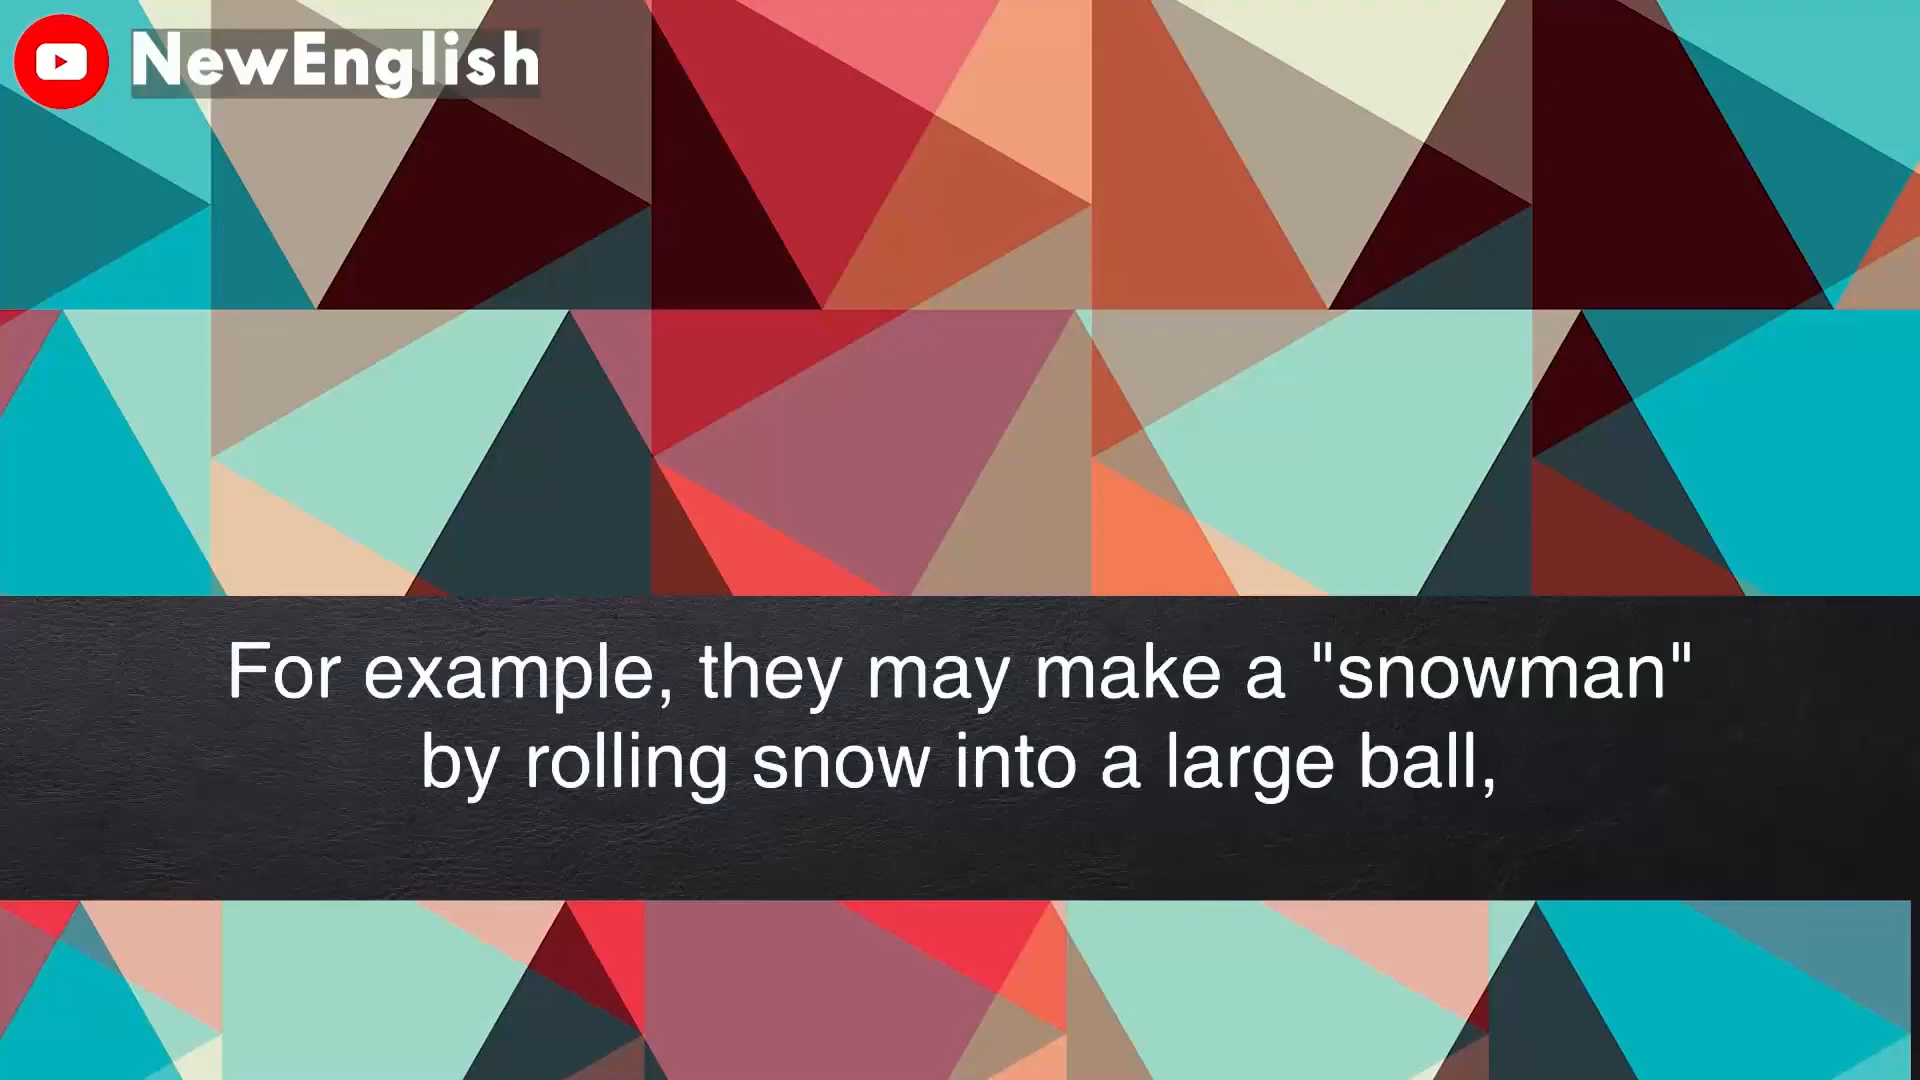 NewEnglish
For example, they may make a "snowman"
by rolling snow into a large ball,